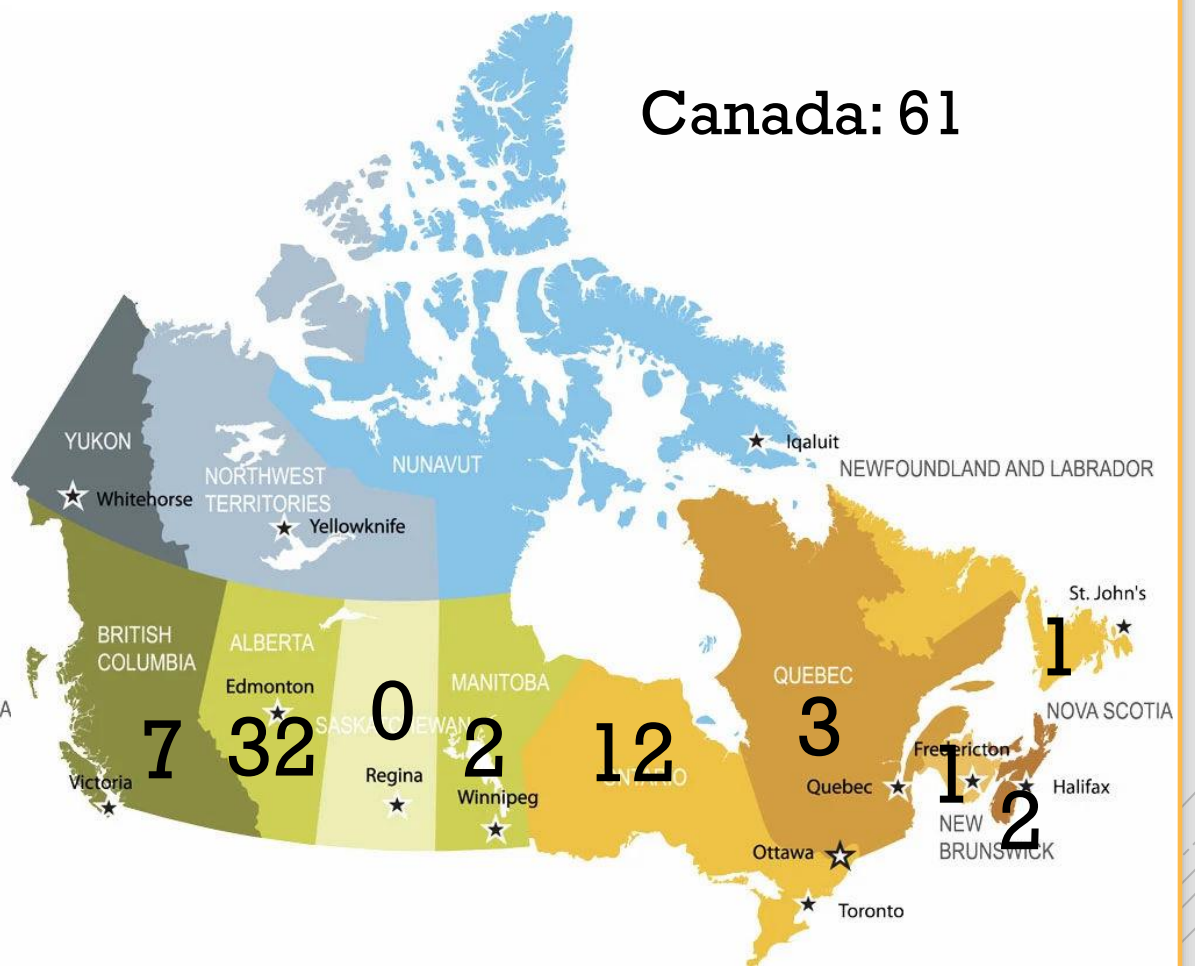 Canada: 61
YUKON
Iqaluit
NUNAVUT
NEWFOUNDLAND AND LABRADOR
NORTHWEST
TERRITORIES
Whitehorse
Yellowknife
St. John's
BRITISH
COLUMBIA
ALBERTA
1
QUEBEC
MANITOBA
Edmonton
A
0
NOVA SCOTIA
SASKATCHEWAN
7
32
2
12
3
Fredericton
1
Victoria
Regina
ONTARIO
Quebec
Halifax
Winnipeg
2
NEW
BRUNSWICK
Ottawa
Toronto